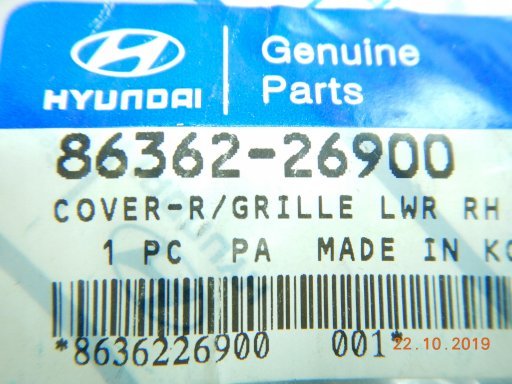 HYUNDAI
Genuine
Parts
86362-26900
COVER-R/GRILLE LWR RH
1 PC PA MADE IN KO
*8636226900 001*
22.10.2019